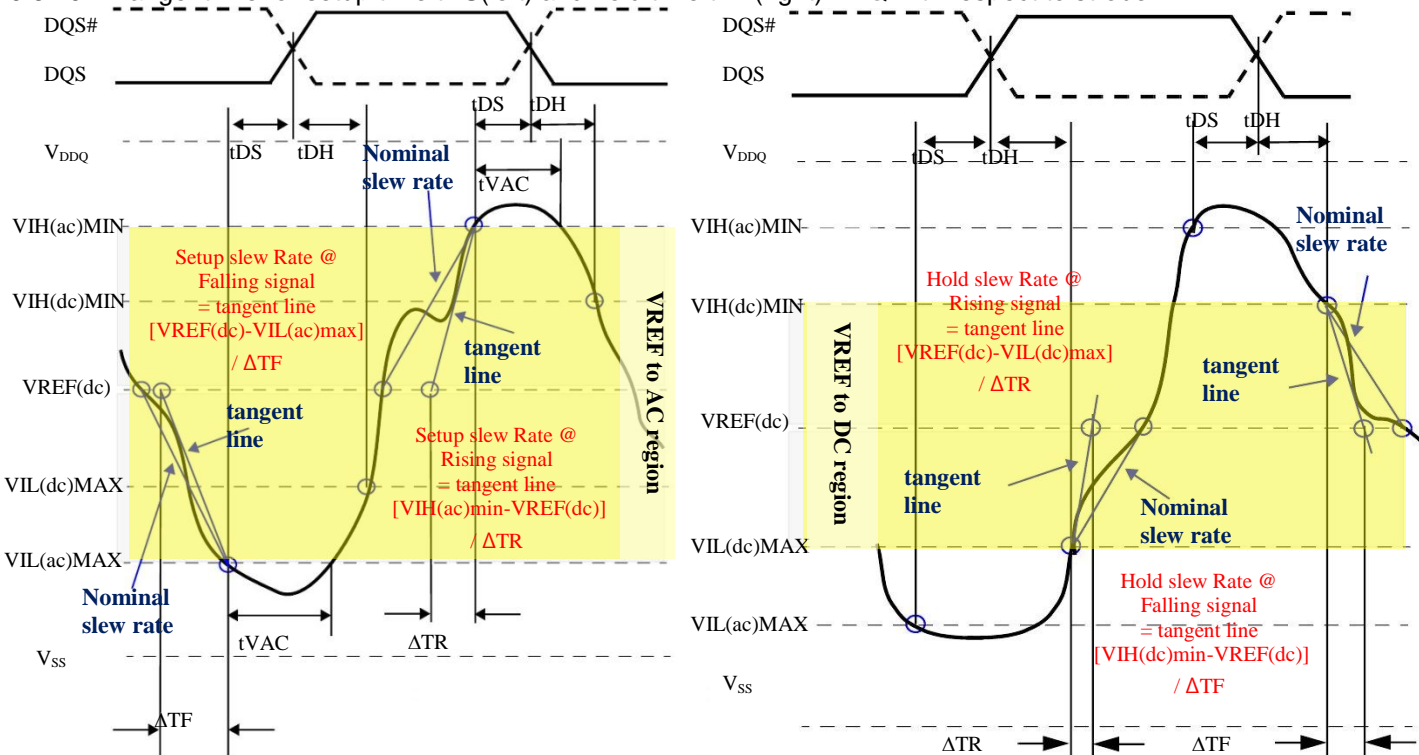 DQS#
DQS
tDS
tDH
tDS
tDH
VDDQ
Nominal
slew rate
tVAC
VIH(ac)MIN
Setup slew Rate @
Falling signal
= tangent line
[VREF(dc)-VIL(ac)max]
/ ΔTF
VIH(dc)MIN
tangent
line
VREF to AC region
VREF(dc)
tangent
line
Setup slew Rate @
Rising signal
= tangent line
[VIH(ac)min-VREF(dc)]
/ ΔTR
VIL(dc)MAX
VIL(ac)MAX
Nominal
slew rate
tVAC
ΔTR
VSS
ΔTF
DQS#
DQS
tDS
tDH
tDS
tDH
VDDQ
VIH(ac)MIN
Nominal
slew rate
Hold slew Rate @
Rising signal
= tangent line
[VREF(dc)-VIL(dc)max]
/ ΔTR
VIH(dc)MIN
VREF to DC region
tangent
line
VREF(dc)
tangent
line
Nominal
slew rate
VIL(dc)MAX
Hold slew Rate @
Falling signal
= tangent line
[VIH(dc)min-VREF(dc)]
/ ΔTF
VIL(ac)MAX
VSS
ΔTR
ΔTF